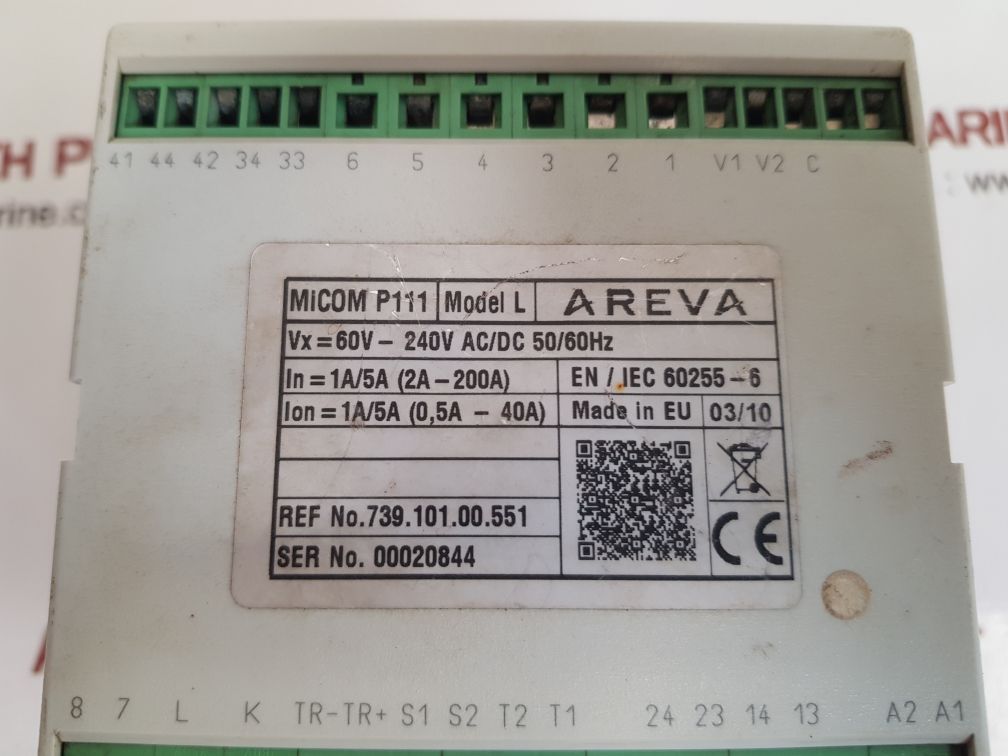 41 44 42 34 33 6 5 4 3 2 1 V1 V2 C
MiCOM P111 Model L AREVA
Vx = 60V - 240V AC/DC 50/60Hz
In = 1A/5A (2A - 200A) EN / IEC 60255 - 6
Ion = 1A/5A (0,5A - 40A) Made in EU 03/10
REF No.739.101.00.551
SER No. 00020844
CE
8 7 L K TR- TR+ S1 S2 T2 T1 24 23 14 13 A2 A1